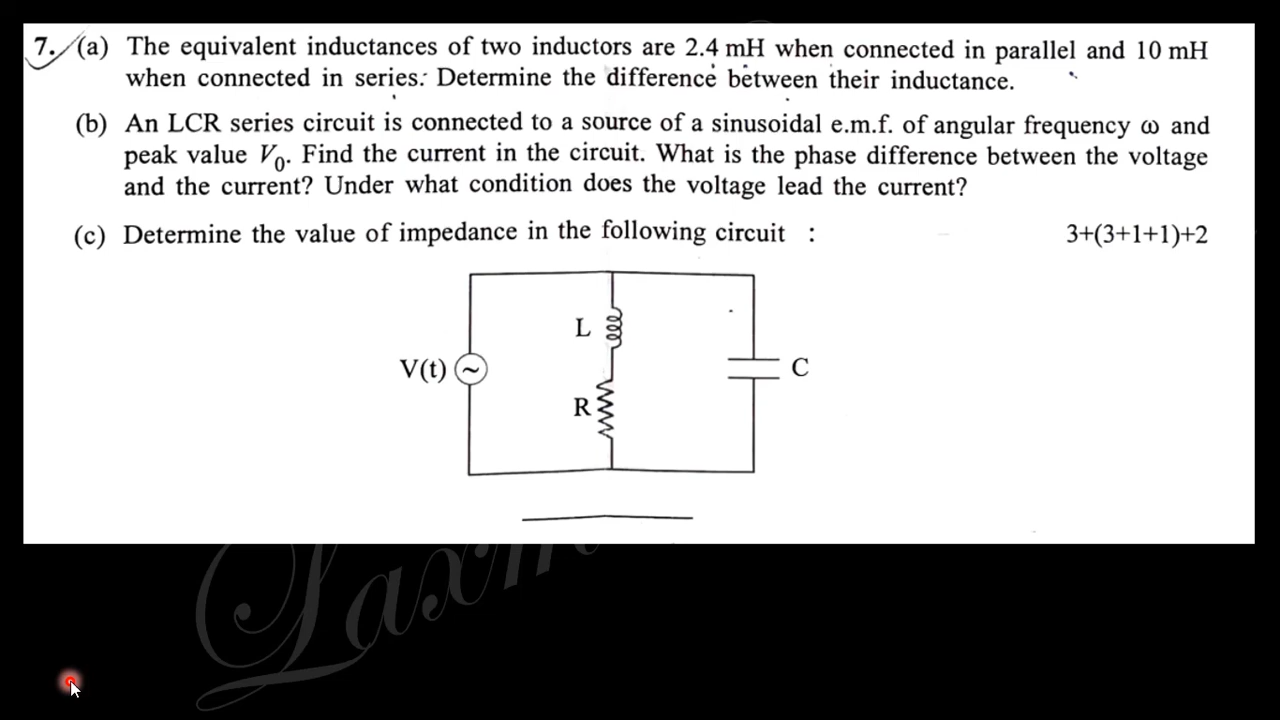 7. (a) The equivalent inductances of two inductors are 2.4 mH when connected in parallel and 10 mH
when connected in series. Determine the difference between their inductance.
(b) An LCR series circuit is connected to a source of a sinusoidal e.m.f. of angular frequency ω and
peak value V₀. Find the current in the circuit. What is the phase difference between the voltage
and the current? Under what condition does the voltage lead the current?
(c) Determine the value of impedance in the following circuit : 3+(3+1+1)+2
L
V(t) ~ C
R